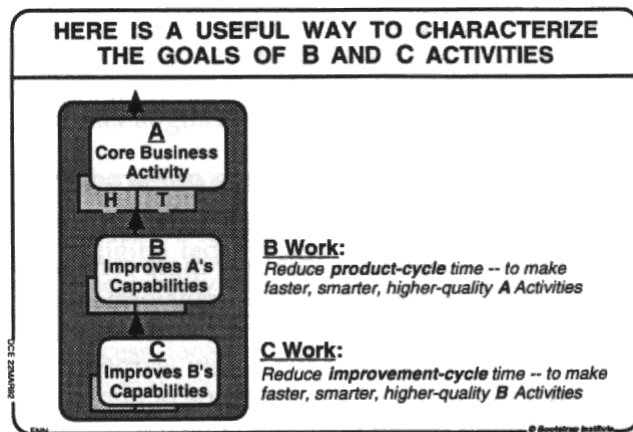 HERE IS A USEFUL WAY TO CHARACTERIZE
THE GOALS OF B AND C ACTIVITIES
A
Core Business
Activity
H T
B
Improves A's
Capabilities
B Work:
Reduce product-cycle time -- to make
faster, smarter, higher-quality A Activities
C
Improves B's
Capabilities
C Work:
Reduce improvement-cycle time -- to make
faster, smarter, higher-quality B Activities
DCE 22MAR92
© Bootstrap Institute